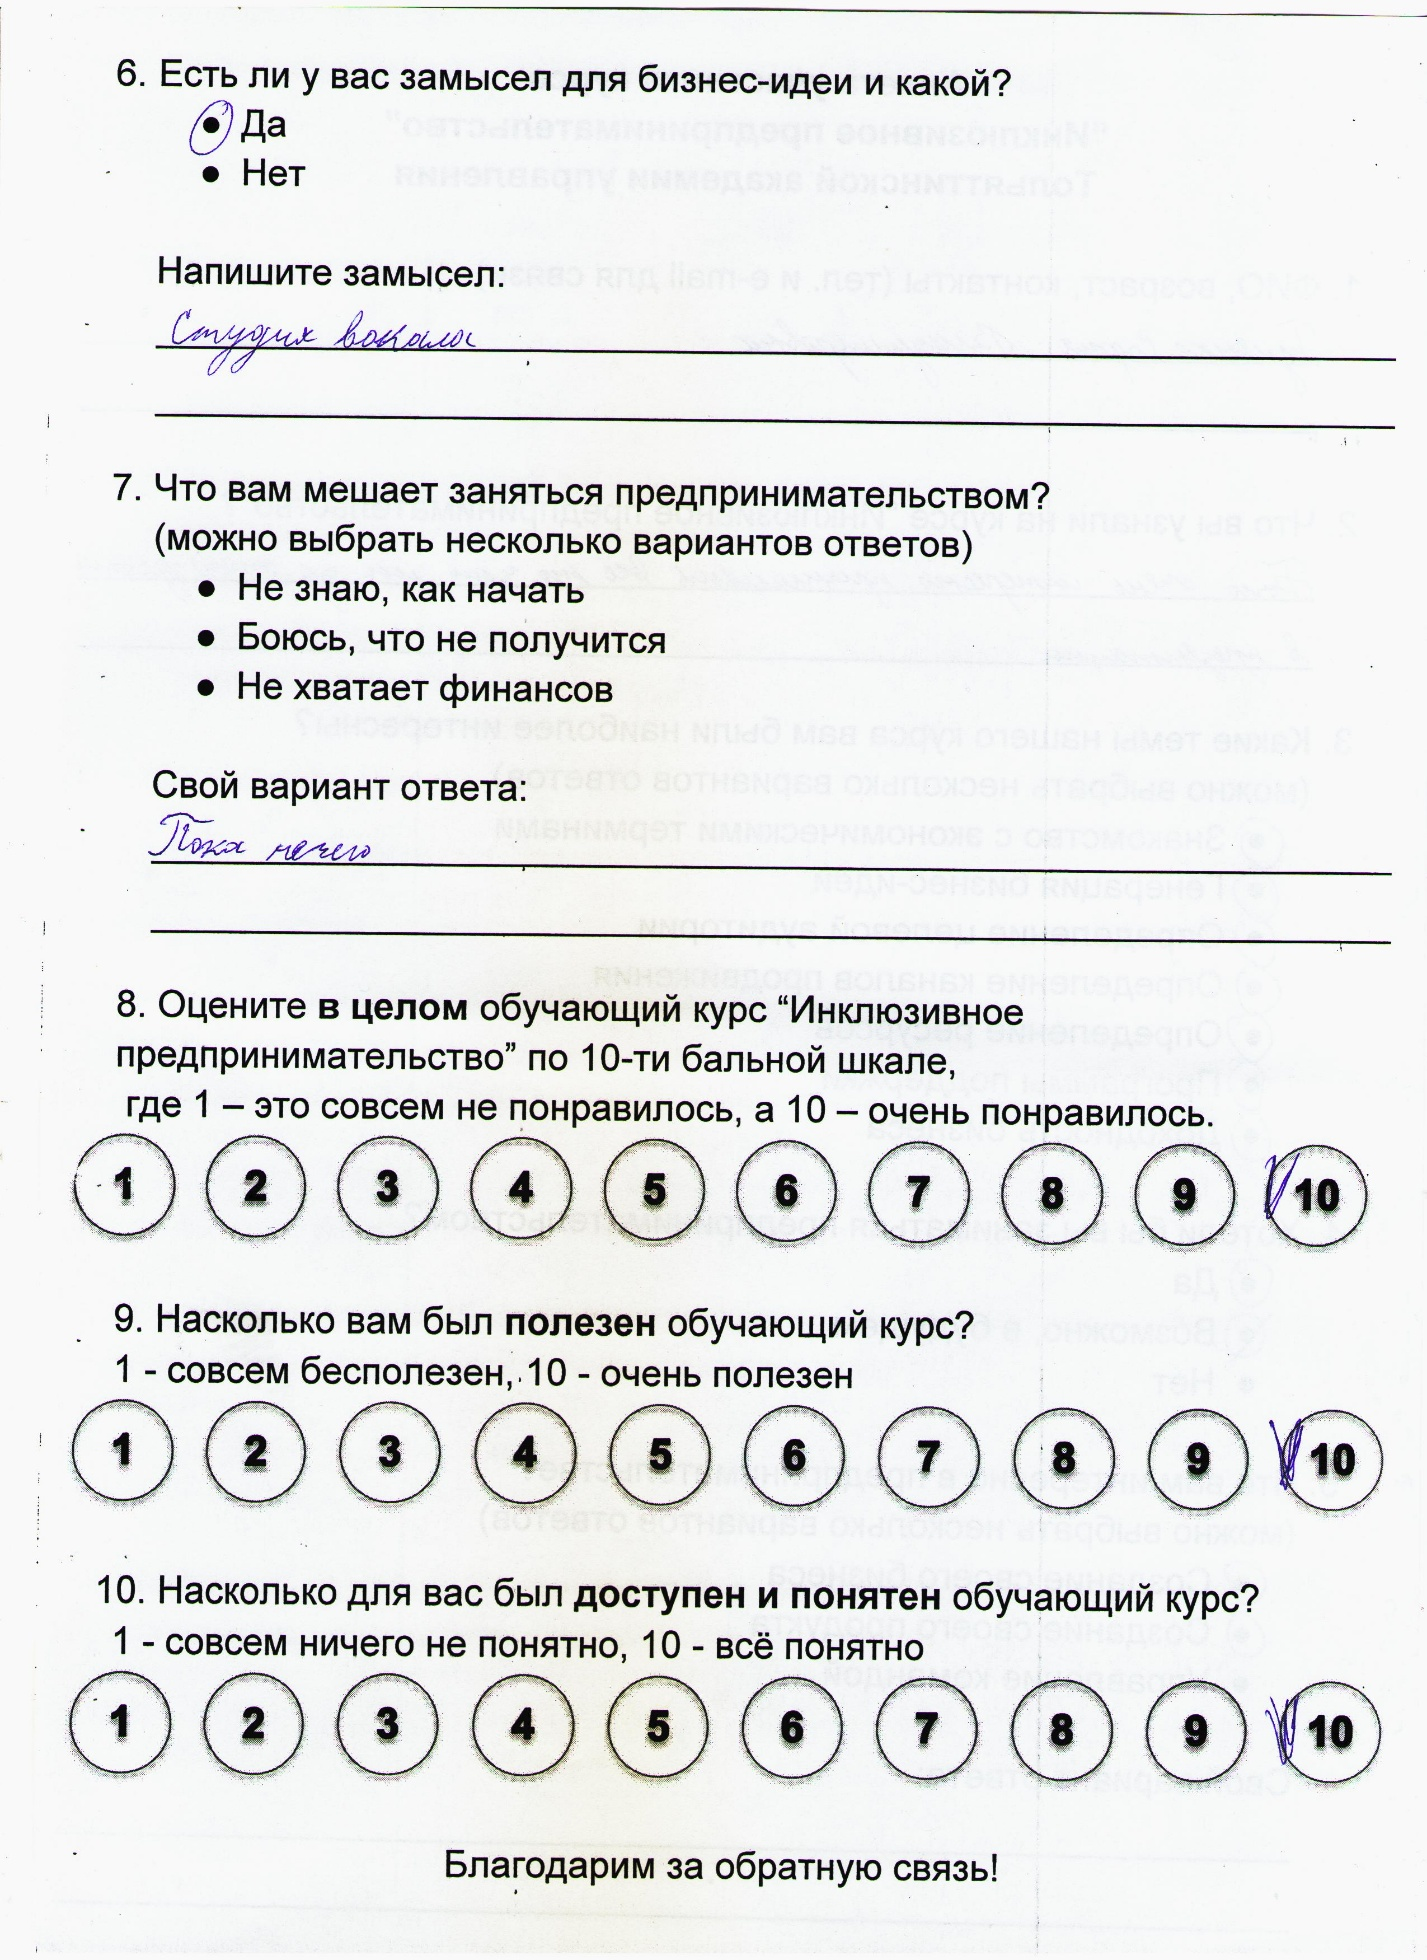 6. Есть ли у вас замысел для бизнес-идеи и какой?
● Да
● Нет
Напишите замысел:
Студия вокала
7. Что вам мешает заняться предпринимательством?
(можно выбрать несколько вариантов ответов)
● Не знаю, как начать
● Боюсь, что не получится
● Не хватает финансов
Свой вариант ответа:
Пока нечего
8. Оцените в целом обучающий курс “Инклюзивное
предпринимательство” по 10-ти бальной шкале,
где 1 – это совсем не понравилось, а 10 – очень понравилось.
1 2 3 4 5 6 7 8 9 10
9. Насколько вам был полезен обучающий курс?
1 - совсем бесполезен, 10 - очень полезен
1 2 3 4 5 6 7 8 9 10
10. Насколько для вас был доступен и понятен обучающий курс?
1 - совсем ничего не понятно, 10 - всё понятно
1 2 3 4 5 6 7 8 9 10
Благодарим за обратную связь!